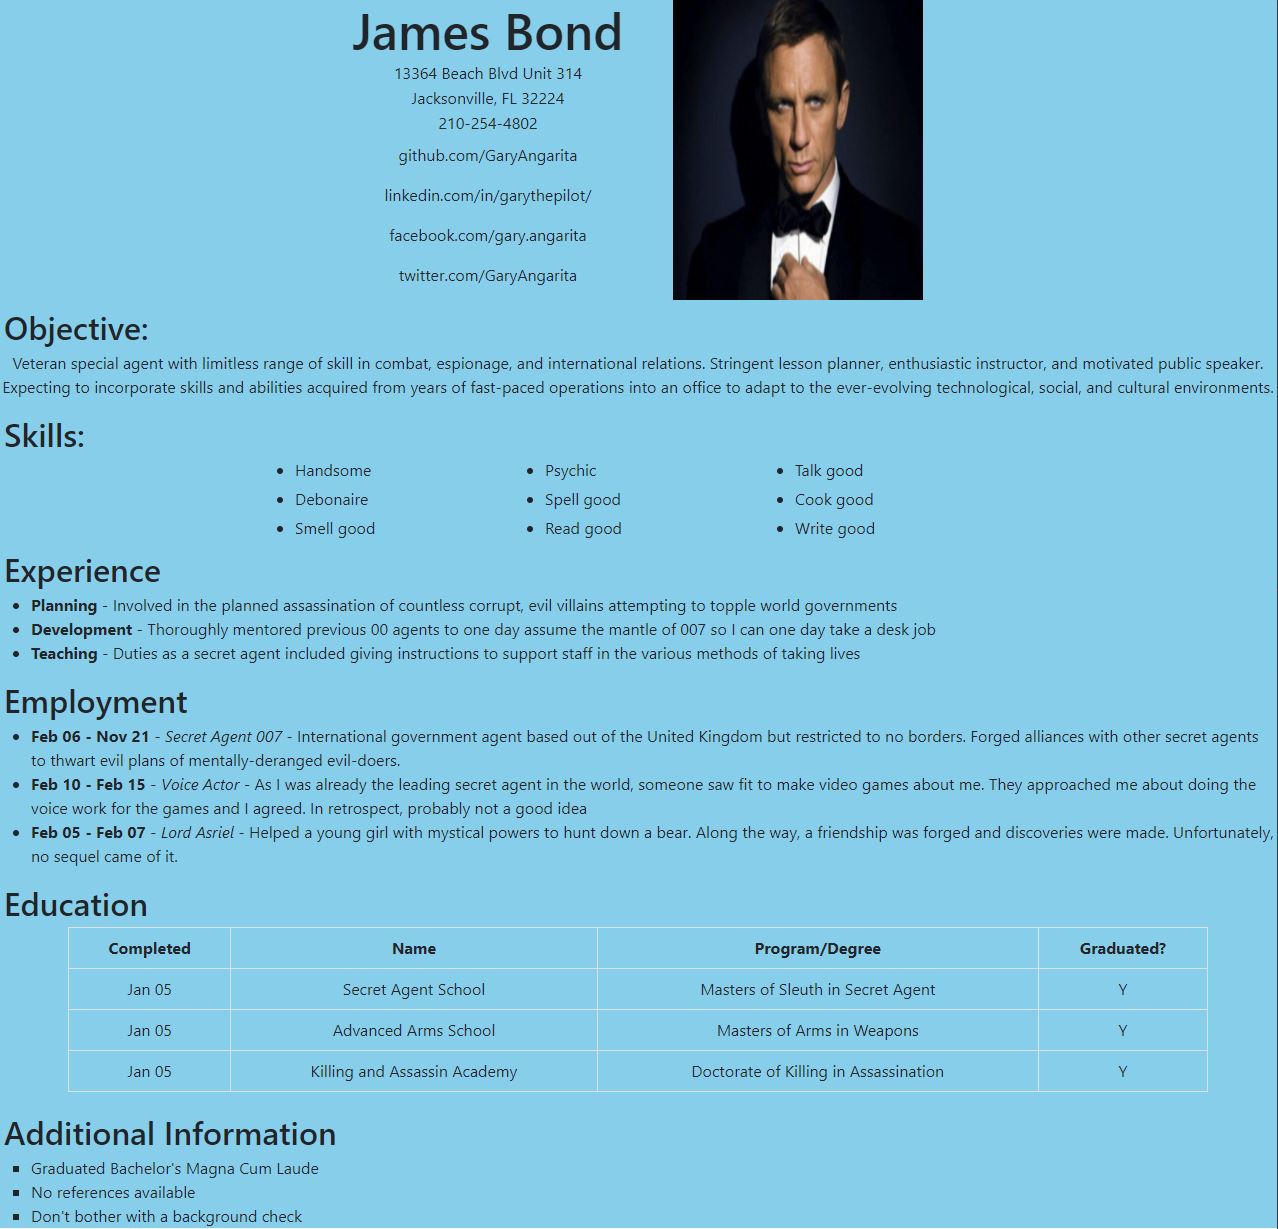 James Bond
13364 Beach Blvd Unit 314
Jacksonville, FL 32224
210-254-4802
github.com/GaryAngarita
linkedin.com/in/garythepilot/
facebook.com/gary.angarita
twitter.com/GaryAngarita
Objective:
Veteran special agent with limitless range of skill in combat, espionage, and international relations. Stringent lesson planner, enthusiastic instructor, and motivated public speaker.
Expecting to incorporate skills and abilities acquired from years of fast-paced operations into an office to adapt to the ever-evolving technological, social, and cultural environments.
Skills:
• Handsome • Psychic • Talk good
• Debonaire • Spell good • Cook good
• Smell good • Read good • Write good
Experience
• Planning - Involved in the planned assassination of countless corrupt, evil villains attempting to topple world governments
• Development - Thoroughly mentored previous 00 agents to one day assume the mantle of 007 so I can one day take a desk job
• Teaching - Duties as a secret agent included giving instructions to support staff in the various methods of taking lives
Employment
• Feb 06 - Nov 21 - Secret Agent 007 - International government agent based out of the United Kingdom but restricted to no borders. Forged alliances with other secret agents
to thwart evil plans of mentally-deranged evil-doers.
• Feb 10 - Feb 15 - Voice Actor - As I was already the leading secret agent in the world, someone saw fit to make video games about me. They approached me about doing the
voice work for the games and I agreed. In retrospect, probably not a good idea
• Feb 05 - Feb 07 - Lord Asriel - Helped a young girl with mystical powers to hunt down a bear. Along the way, a friendship was forged and discoveries were made. Unfortunately,
no sequel came of it.
Education
Completed Name Program/Degree Graduated?
Jan 05 Secret Agent School Masters of Sleuth in Secret Agent Y
Jan 05 Advanced Arms School Masters of Arms in Weapons Y
Jan 05 Killing and Assassin Academy Doctorate of Killing in Assassination Y
Additional Information
▪ Graduated Bachelor's Magna Cum Laude
▪ No references available
▪ Don't bother with a background check